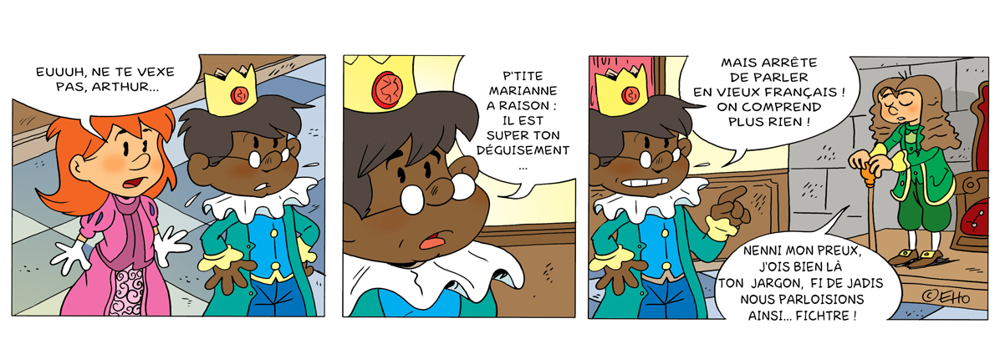 EUUUH, NE TE VEXE
PAS, ARTHUR...
P'TITE
MARIANNE
A RAISON :
IL EST
SUPER TON
DÉGUISEMENT
...
MAIS ARRÊTE
DE PARLER
EN VIEUX FRANÇAIS !
ON COMPREND
PLUS RIEN !
NENNI MON PREUX,
J'OIS BIEN LÀ
TON JARGON, FI DE JADIS
NOUS PARLOISIONS
AINSI... FICHTRE !
©EHO